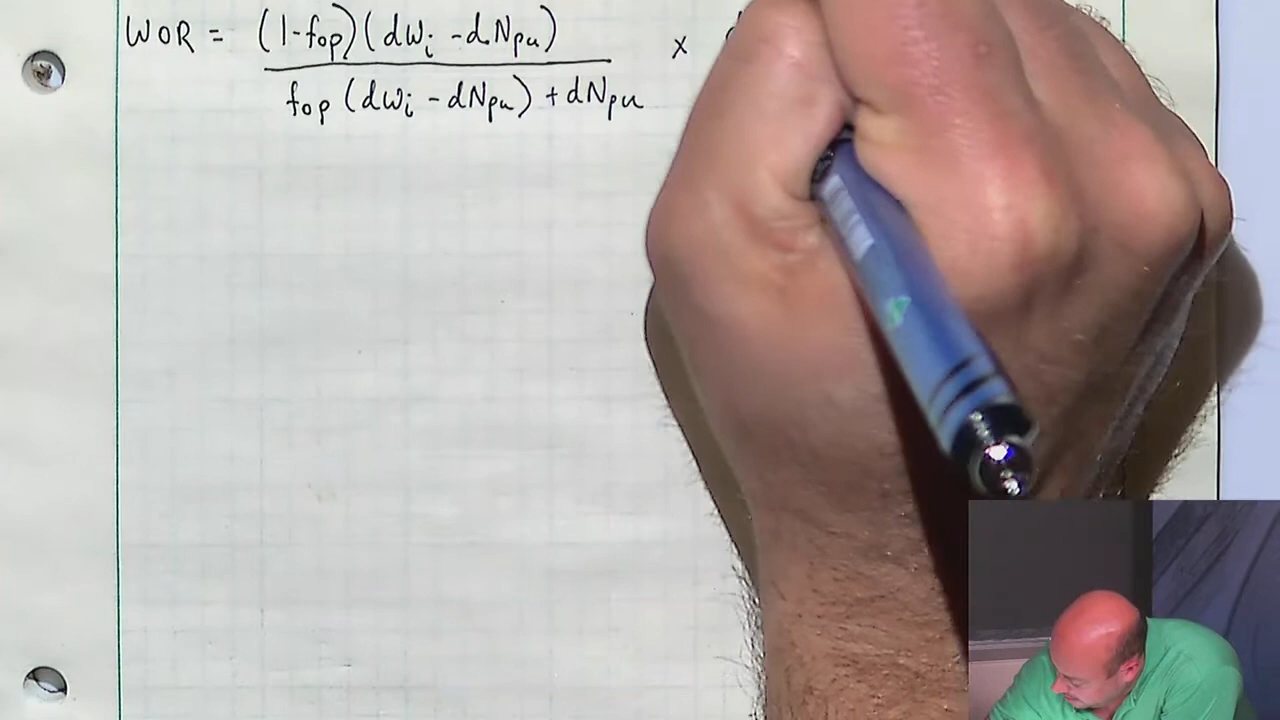 WOR = (1-fop)(dWi - dNpu) x
fop (dWi - dNpu) + dNpu